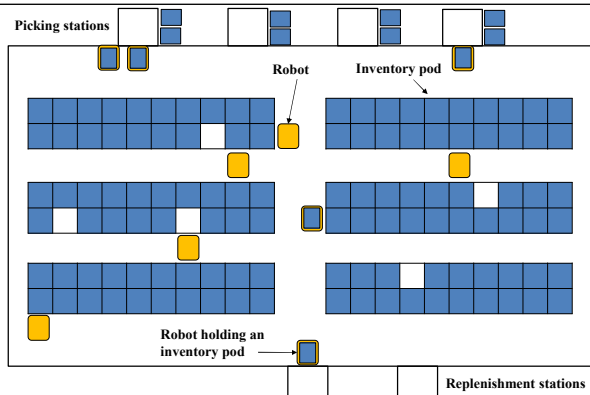 Picking stations
Robot
Inventory pod
Robot holding an
inventory pod
Replenishment stations